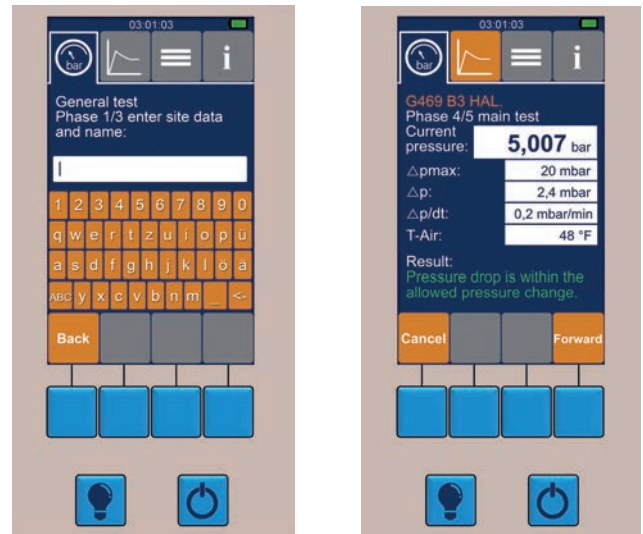 03:01:03
bar
i
General test
Phase 1/3 enter site data
and name:
1 2 3 4 5 6 7 8 9 0
q w e r t z u i o p ü
a s d f g h j k l ö ä
ABC y x c v b n m _ <-
Back
03:01:03
bar
i
G469 B3 HAL.
Phase 4/5 main test
Current
pressure: 5,007 bar
△pmax: 20 mbar
△p: 2,4 mbar
△p/dt: 0,2 mbar/min
T-Air: 48 °F
Result:
Pressure drop is within the
allowed pressure change.
Cancel Forward